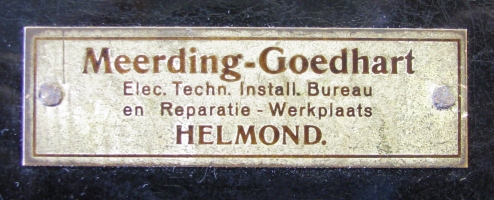 Meerding-Goedhart
Elec. Techn. Install. Bureau
en Reparatie - Werkplaats
HELMOND.